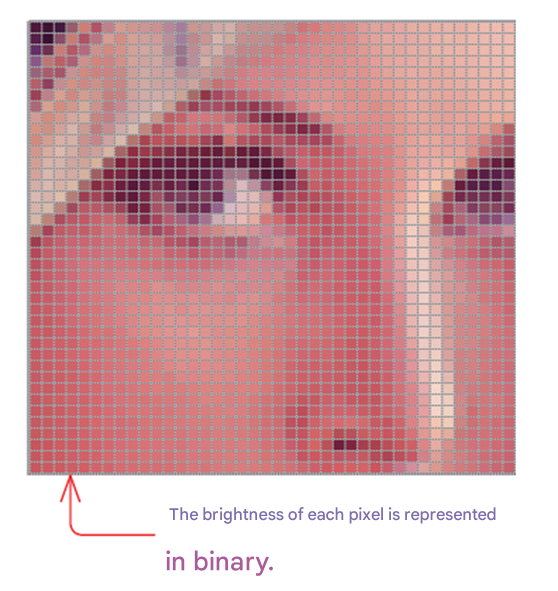 The brightness of each pixel is represented
in binary.